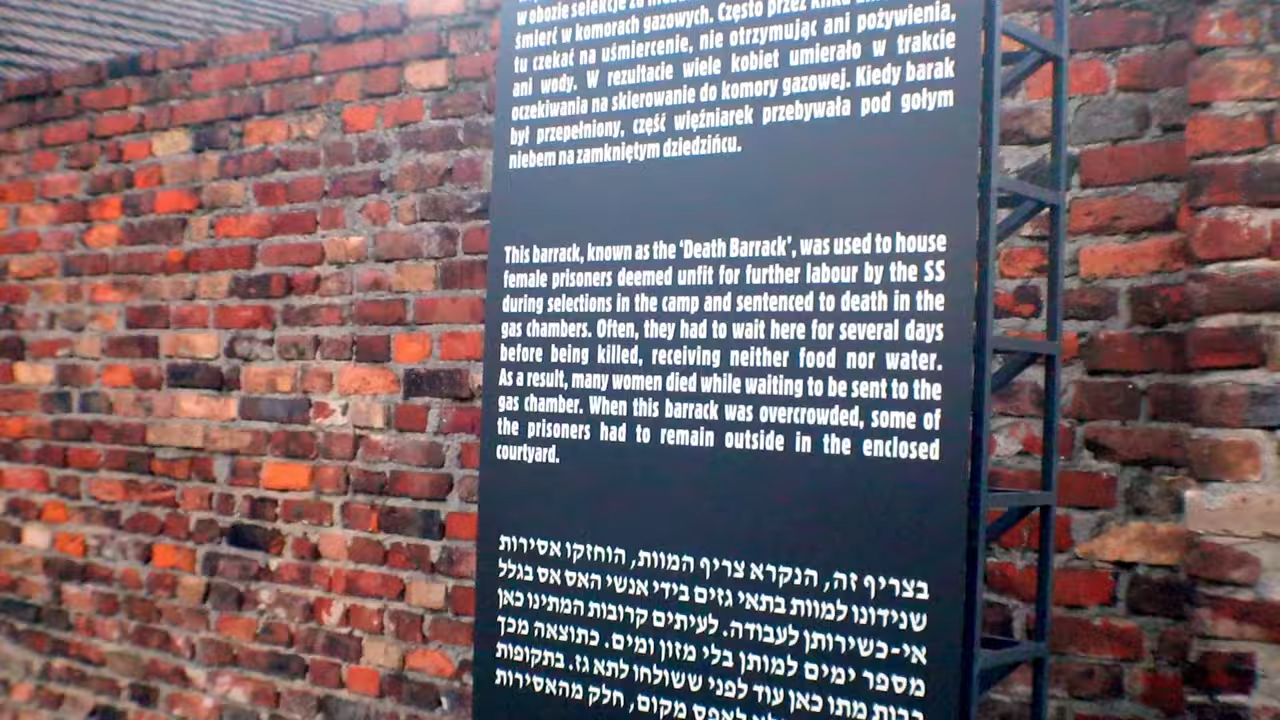 w obozie selekcje za
śmierć w komorach gazowych. Często przez kilka
tu czekać na uśmiercenie, nie otrzymując ani pożywienia,
ani wody. W rezultacie wiele kobiet umierało w trakcie
oczekiwania na skierowanie do komory gazowej. Kiedy barak
był przepełniony, część więźniarek przebywała pod gołym
niebem na zamkniętym dziedzińcu.
This barrack, known as the ‘Death Barrack’, was used to house
female prisoners deemed unfit for further labour by the SS
during selections in the camp and sentenced to death in the
gas chambers. Often, they had to wait here for several days
before being killed, receiving neither food nor water.
As a result, many women died while waiting to be sent to the
gas chamber. When this barrack was overcrowded, some of
the prisoners had to remain outside in the enclosed
courtyard.
בצריף זה, הנקרא צריף המוות, הוחזקו אסירות
שנידונו למוות בתאי גזים בידי אנשי האס אס בגלל
אי-כשירותן לעבודה. לעיתים קרובות המתינו כאן
מספר ימים למותן בלי מזון ומים. כתוצאה מכך
רבות מתו כאן עוד לפני ששולחו לתא גז. בתקופות
לאפס מקום, חלק מהאסירות